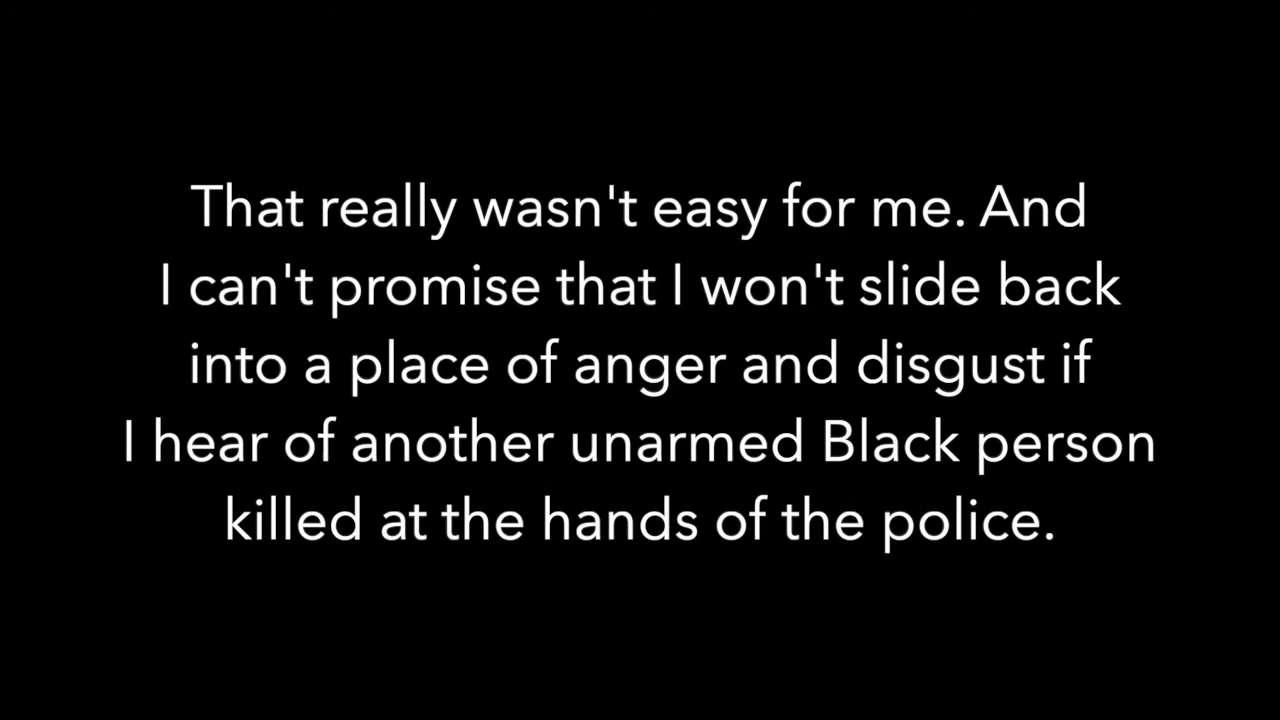 That really wasn't easy for me. And
I can't promise that I won't slide back
into a place of anger and disgust if
I hear of another unarmed Black person
killed at the hands of the police.